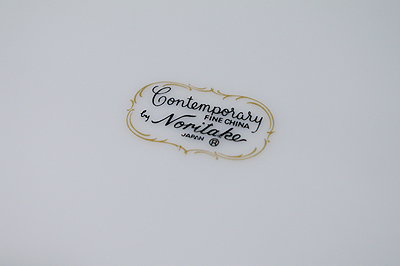 Contemporary
FINE CHINA
by Noritake
JAPAN ®